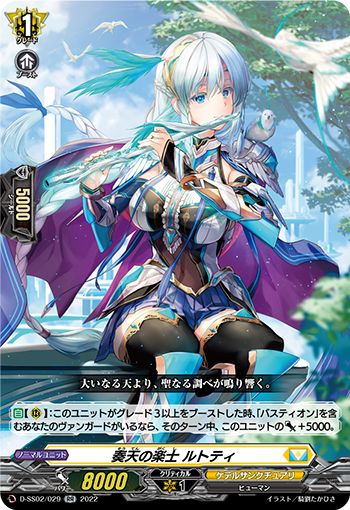 1
グレード
ブースト
5000
シールド
大いなる天より、聖なる調べが鳴り響く。
【】:このユニットがグレード3以上をブーストした時、「バスティオン」を含
むあなたのヴァンガードがいるなら、そのターン中、このユニットの+5000。
ノーマルユニット
奏天の楽士 ルトティ
パワー 8000
クリティカル
1
ケテルサンクチュアリ
ヒューマン
D-SS02/029 RR 2022
イラスト/騎劉たかひさ